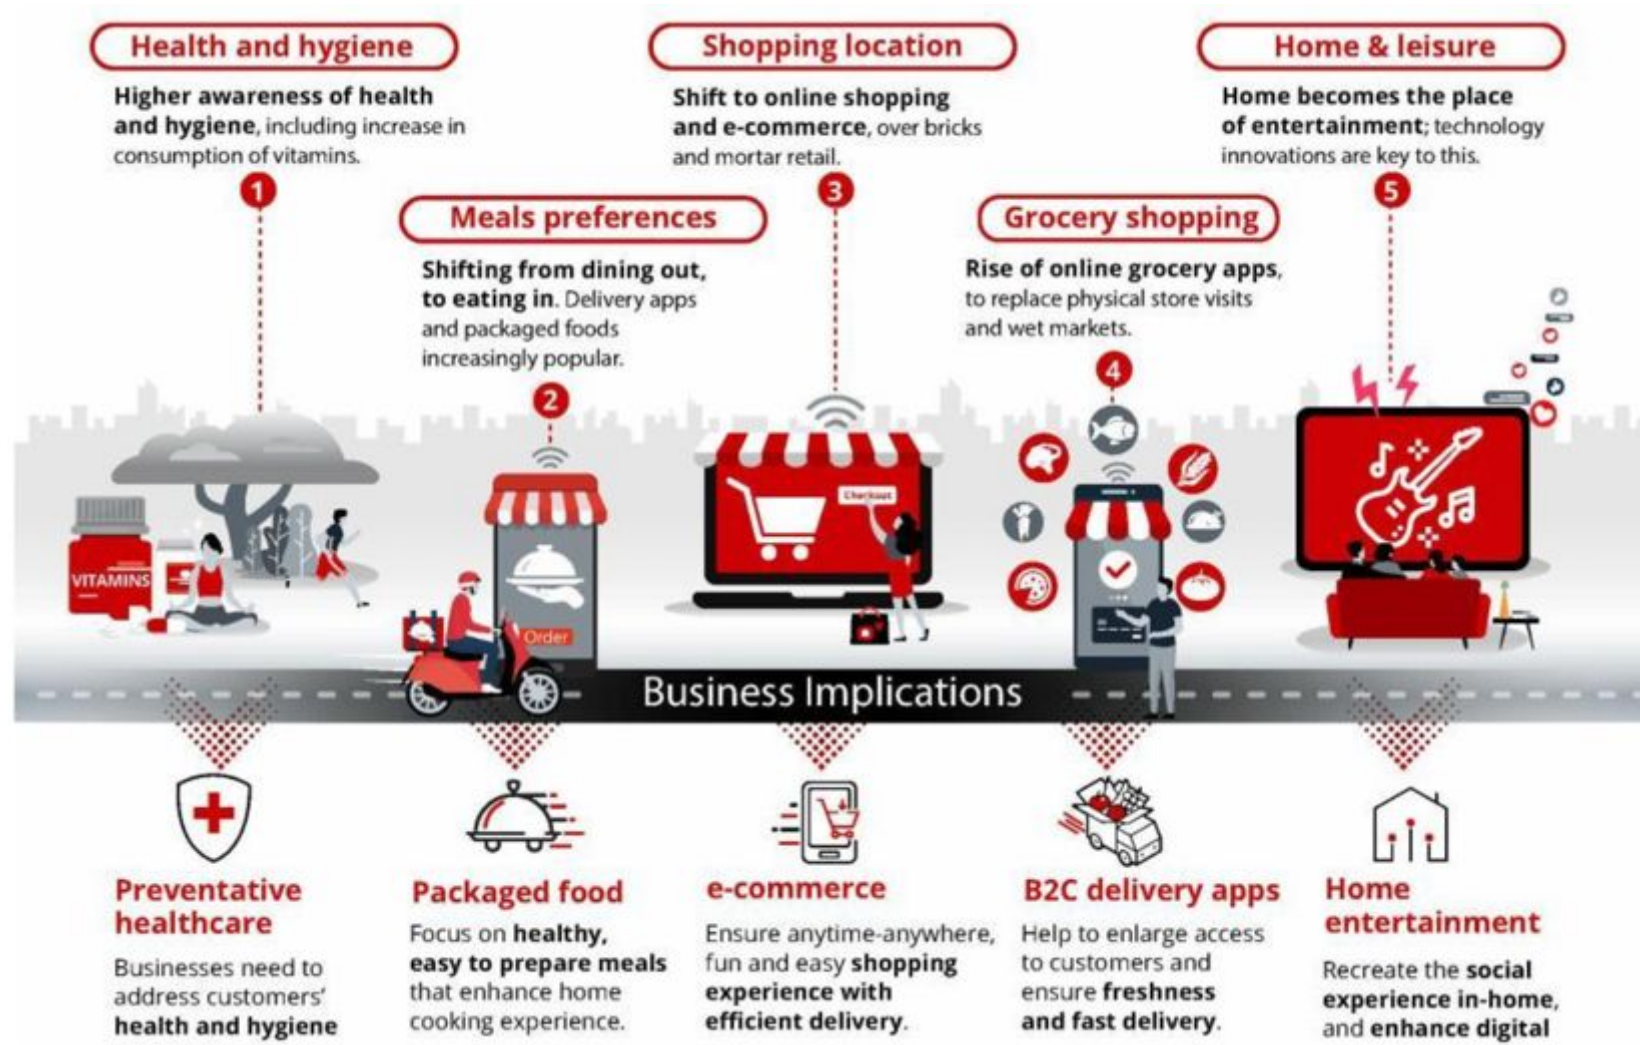 Health and hygiene
Higher awareness of health
and hygiene, including increase in
consumption of vitamins.
1
Meals preferences
Shifting from dining out,
to eating in. Delivery apps
and packaged foods
increasingly popular.
2
Shopping location
Shift to online shopping
and e-commerce, over bricks
and mortar retail.
3
Grocery shopping
Rise of online grocery apps,
to replace physical store visits
and wet markets.
4
Home & leisure
Home becomes the place
of entertainment; technology
innovations are key to this.
5
VITAMINS
Order
Checkout
Business Implications
Preventative
healthcare
Businesses need to
address customers'
health and hygiene
Packaged food
Focus on healthy,
easy to prepare meals
that enhance home
cooking experience.
e-commerce
Ensure anytime-anywhere,
fun and easy shopping
experience with
efficient delivery.
B2C delivery apps
Help to enlarge access
to customers and
ensure freshness
and fast delivery.
Home
entertainment
Recreate the social
experience in-home,
and enhance digital